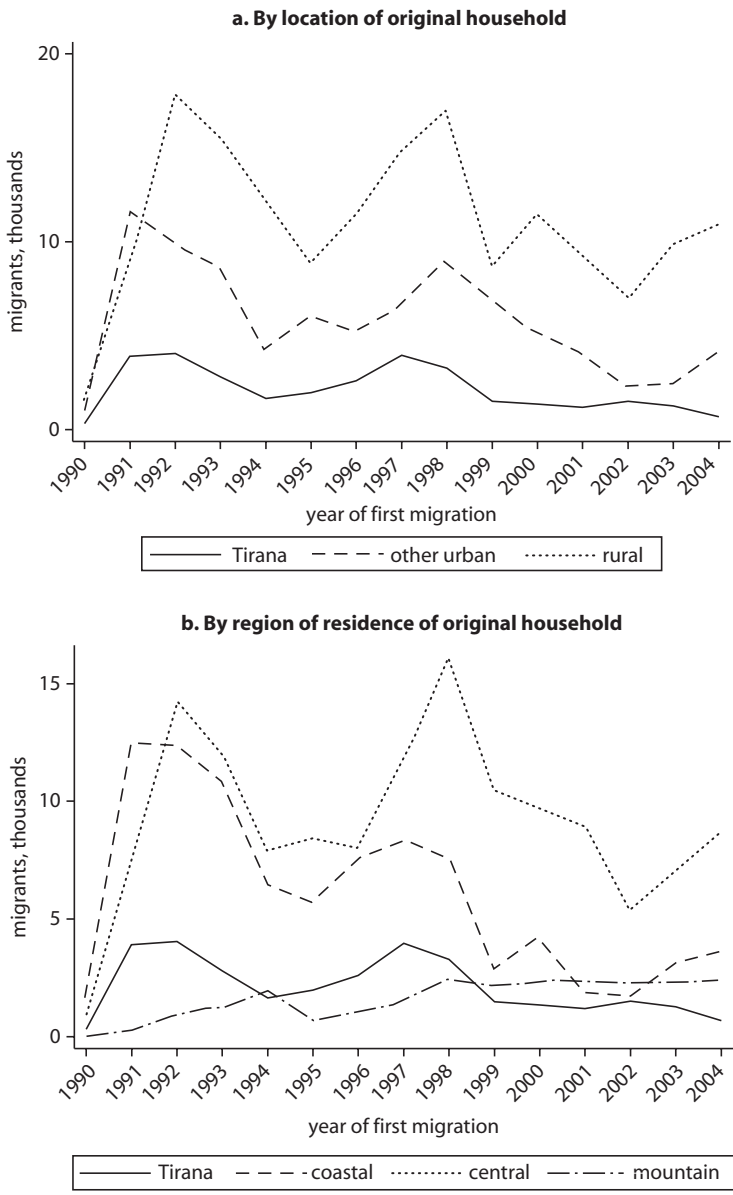 a. By location of original household
20
10
0
migrants, thousands
1990 1991 1992 1993 1994 1995 1996 1997 1998 1999 2000 2001 2002 2003 2004
year of first migration
Tirana other urban rural
b. By region of residence of original household
15
10
5
0
migrants, thousands
1990 1991 1992 1993 1994 1995 1996 1997 1998 1999 2000 2001 2002 2003 2004
year of first migration
Tirana coastal central mountain